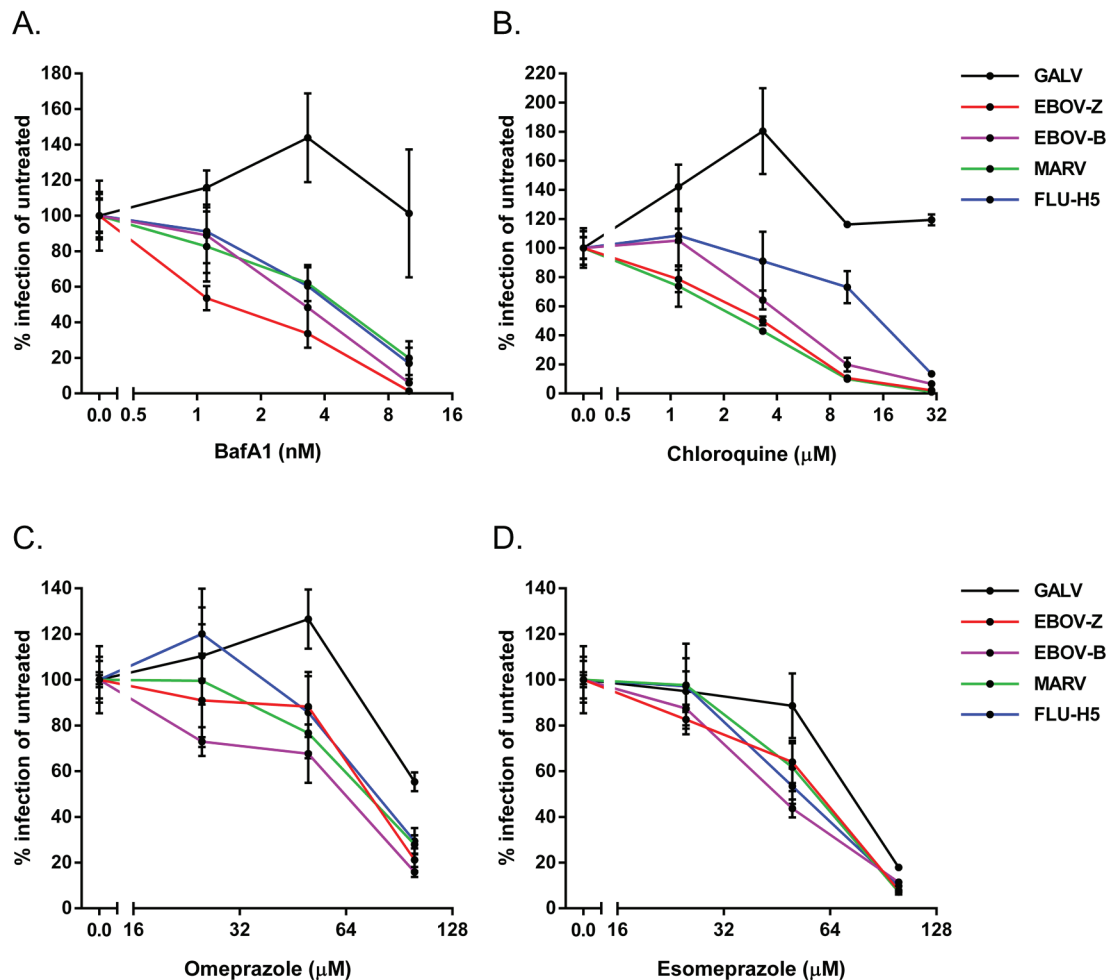 A.
180
160
140
120
100
80
60
40
20
0
% infection of untreated
0.0 0.5 1 2 4 8 16
BafA1 (nM)
B.
220
200
180
160
140
120
100
80
60
40
20
0
% infection of untreated
0.0 0.5 1 2 4 8 16 32
Chloroquine (μM)
GALV
EBOV-Z
EBOV-B
MARV
FLU-H5
C.
140
120
100
80
60
40
20
0
% infection of untreated
0.0 16 32 64 128
Omeprazole (μM)
D.
140
120
100
80
60
40
20
0
% infection of untreated
0.0 16 32 64 128
Esomeprazole (μM)
GALV
EBOV-Z
EBOV-B
MARV
FLU-H5